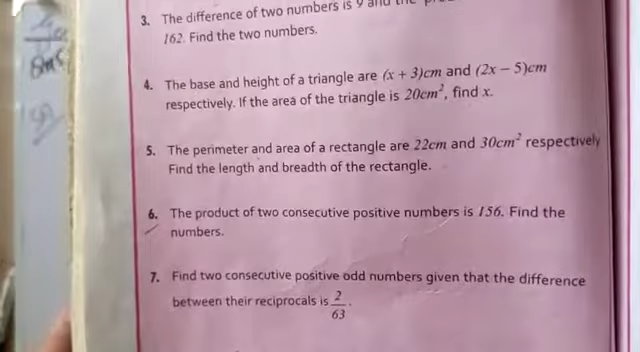 3. The difference of two numbers is 9 and the
162. Find the two numbers.
4. The base and height of a triangle are (x + 3)cm and (2x – 5)cm
respectively. If the area of the triangle is 20cm², find x.
5. The perimeter and area of a rectangle are 22cm and 30cm² respectively
Find the length and breadth of the rectangle.
6. The product of two consecutive positive numbers is 156. Find the
numbers.
7. Find two consecutive positive odd numbers given that the difference
between their reciprocals is 2/63.